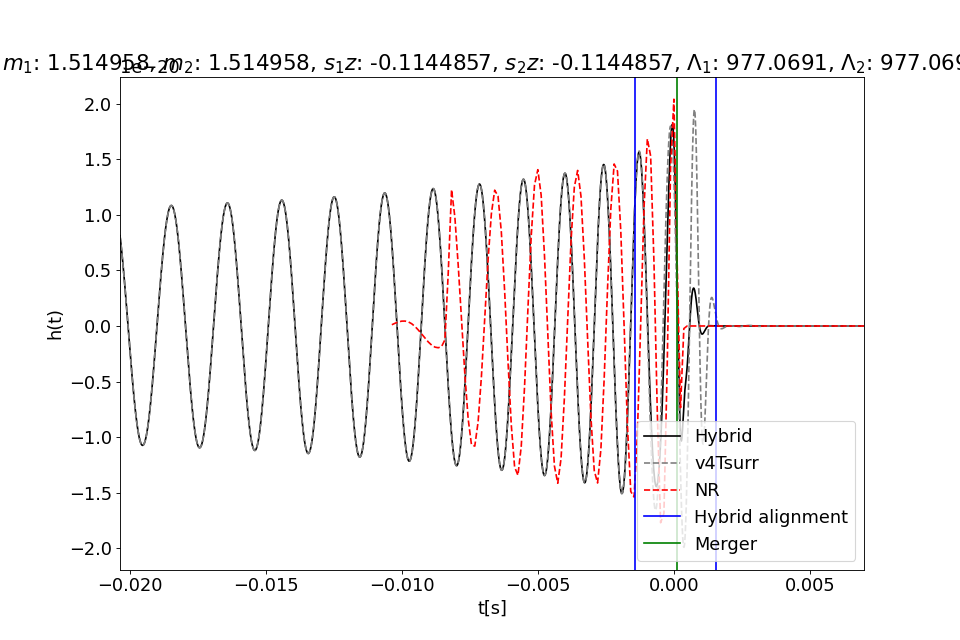 m₁: 1.514958, m₂: 1.514958, s₁z: -0.1144857, s₂z: -0.1144857, Λ₁: 977.0691, Λ₂: 977.069
1e−20
2.0
1.5
1.0
0.5
0.0
−0.5
−1.0
−1.5
−2.0
h(t)
Hybrid
v4Tsurr
NR
Hybrid alignment
Merger
−0.020 −0.015 −0.010 −0.005 0.000 0.005
t[s]